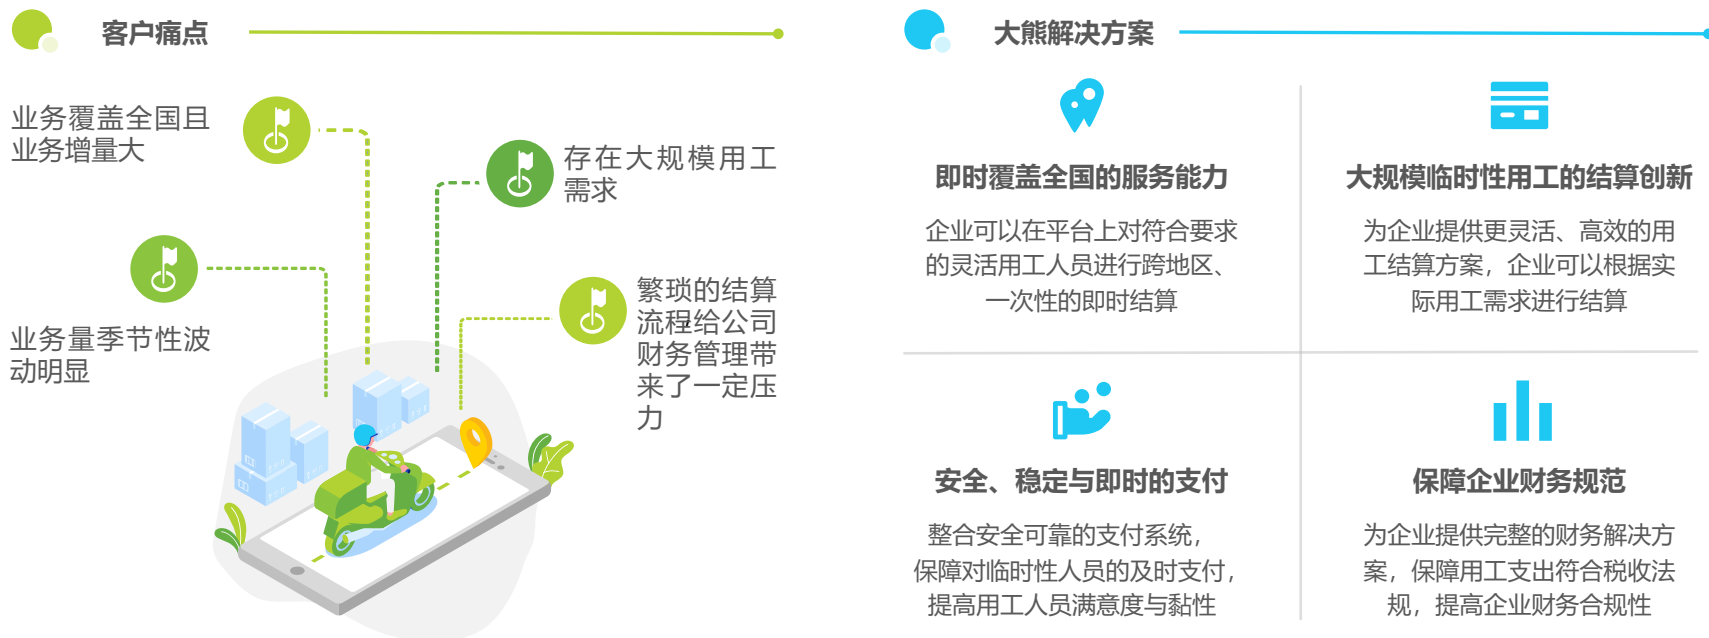 客户痛点
业务覆盖全国且
业务增量大
存在大规模用工
需求
业务量季节性波
动明显
繁琐的结算
流程给公司
财务管理带
来了一定压
力
大熊解决方案
即时覆盖全国的服务能力
企业可以在平台上对符合要求
的灵活用工人员进行跨地区、
一次性的即时结算
大规模临时性用工的结算创新
为企业提供更灵活、高效的用
工结算方案，企业可以根据实
际用工需求进行结算
安全、稳定与即时的支付
整合安全可靠的支付系统，
保障对临时性人员的及时支付，
提高用工人员满意度与黏性
保障企业财务规范
为企业提供完整的财务解决方
案，保障用工支出符合税收法
规，提高企业财务合规性